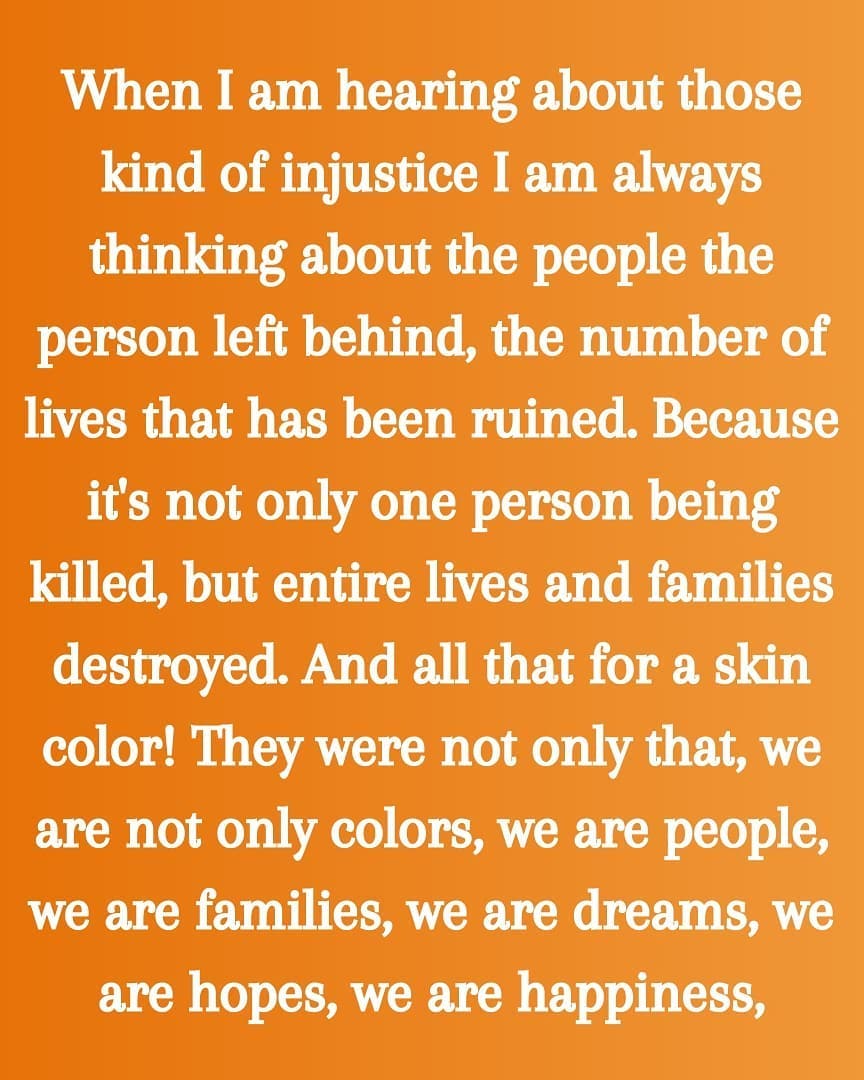 When I am hearing about those
kind of injustice I am always
thinking about the people the
person left behind, the number of
lives that has been ruined. Because
it's not only one person being
killed, but entire lives and families
destroyed. And all that for a skin
color! They were not only that, we
are not only colors, we are people,
we are families, we are dreams, we
are hopes, we are happiness,